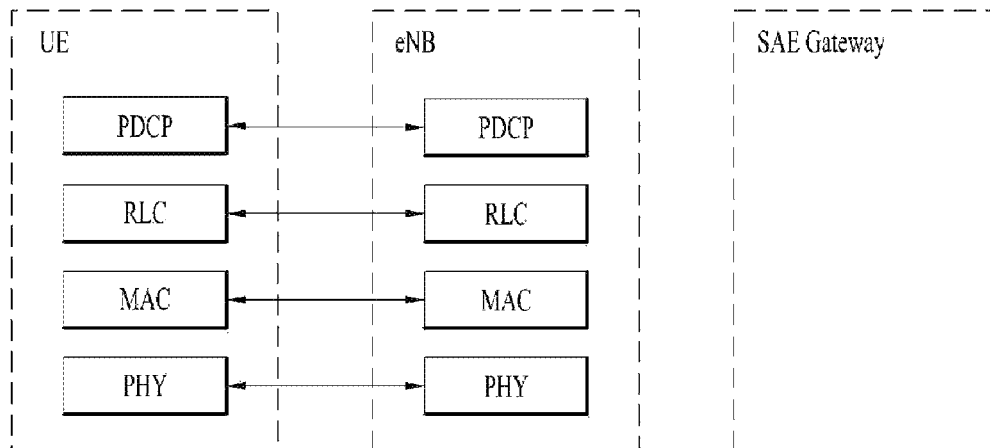 UE eNB SAE Gateway
PDCP PDCP
RLC RLC
MAC MAC
PHY PHY